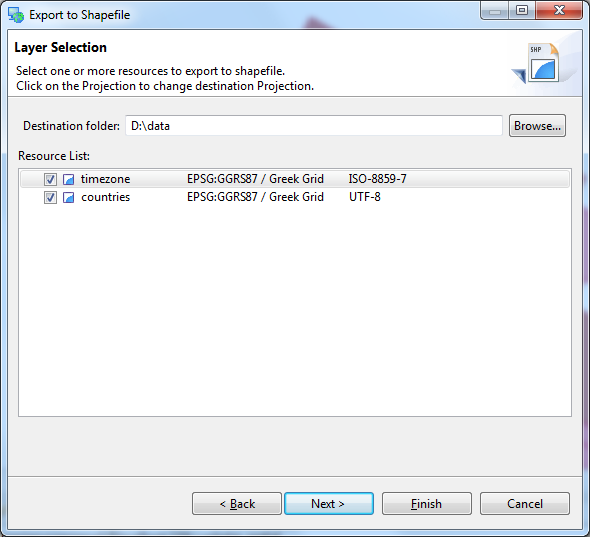 Export to Shapefile
Layer Selection
SHP
Select one or more resources to export to shapefile.
Click on the Projection to change destination Projection.
Destination folder: D:\data Browse...
Resource List:
timezone EPSG:GGRS87 / Greek Grid ISO-8859-7
countries EPSG:GGRS87 / Greek Grid UTF-8
< Back Next > Finish Cancel